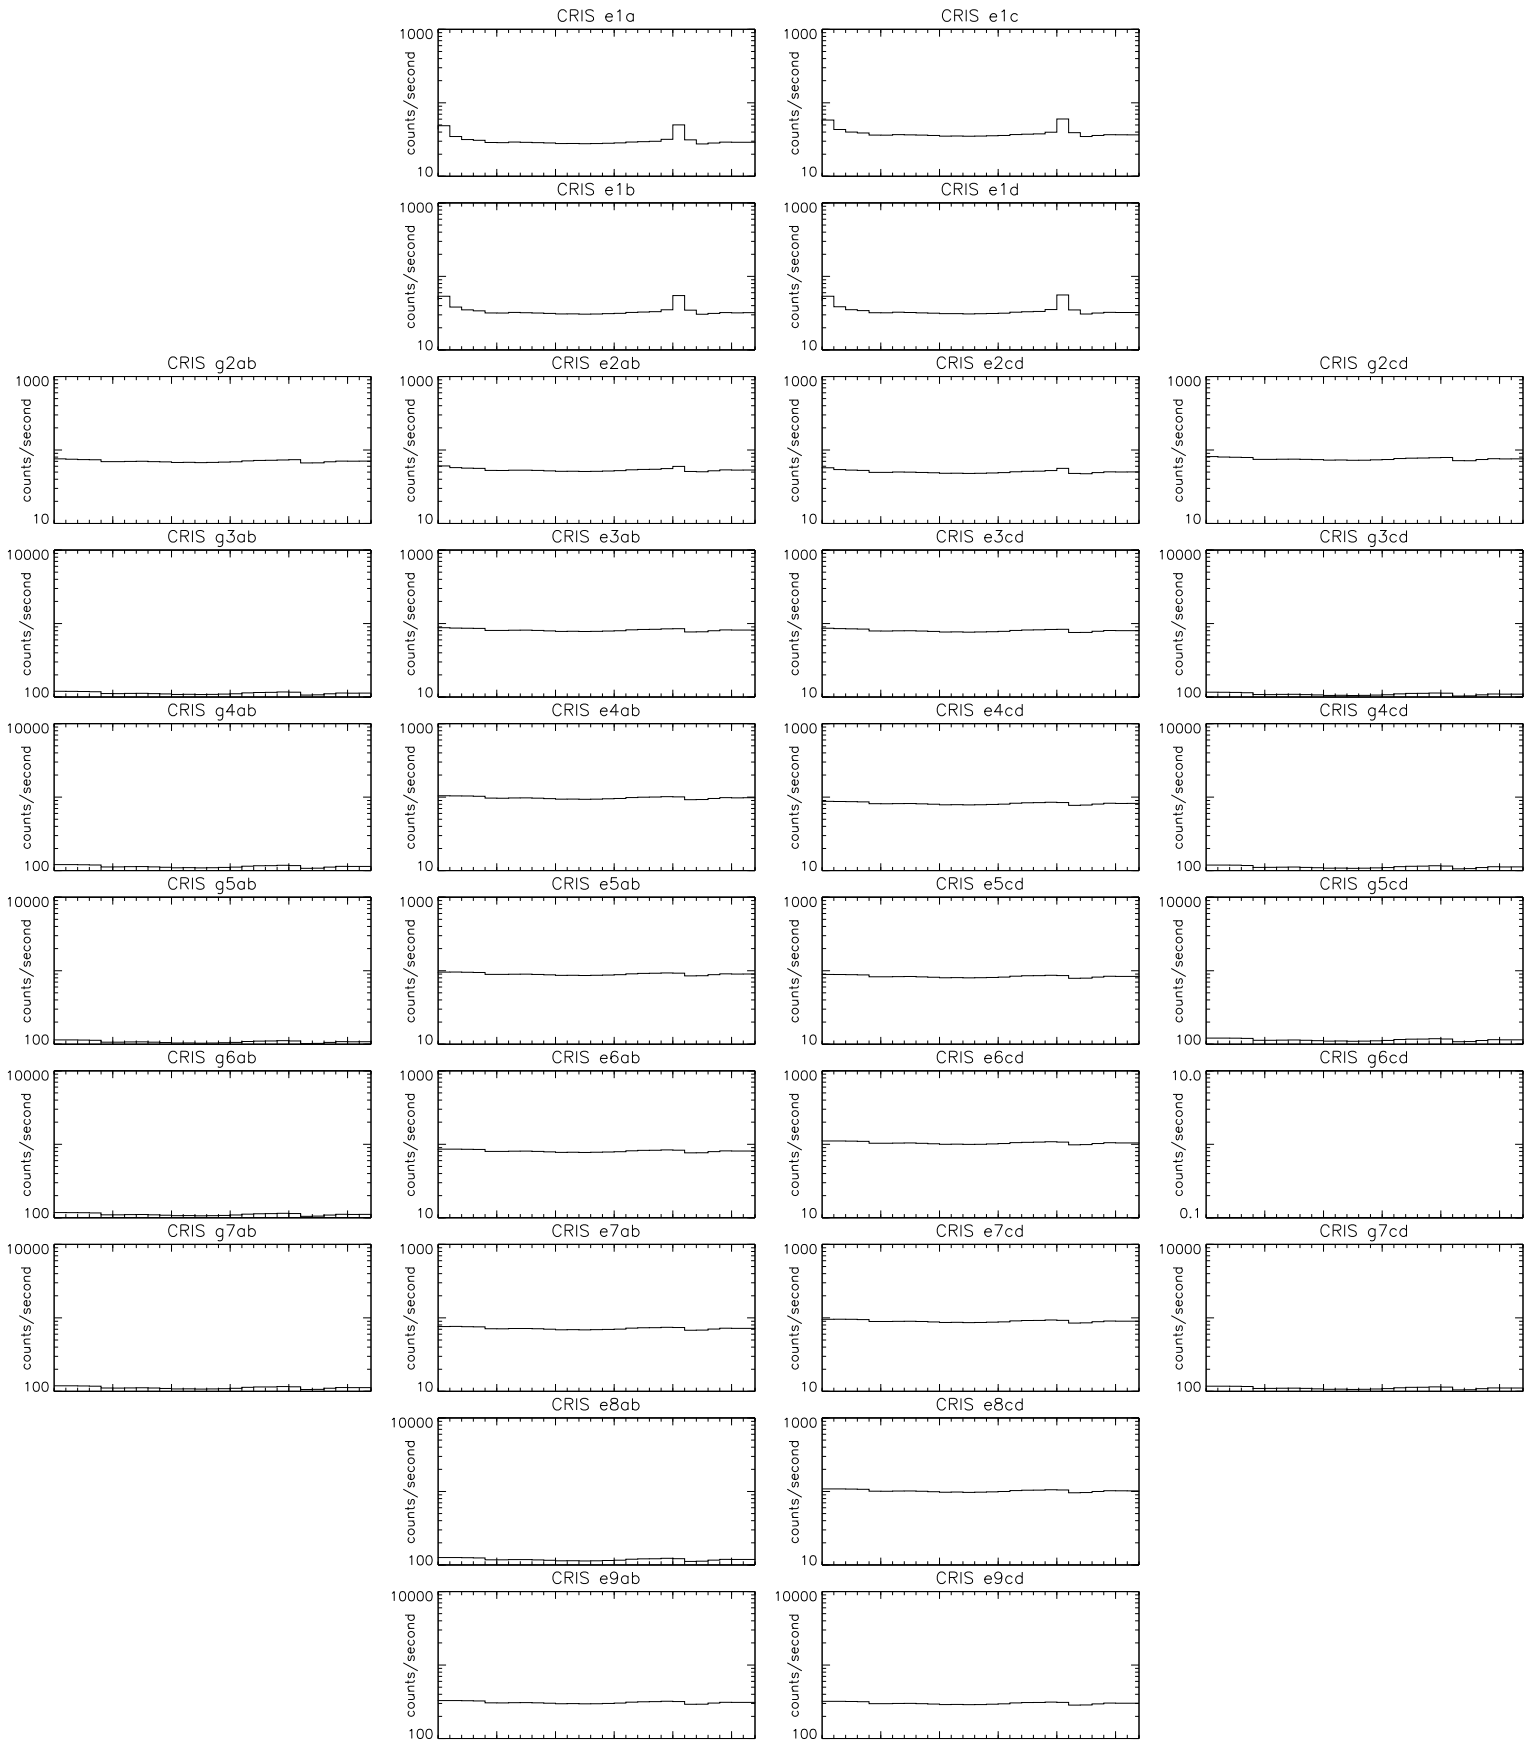 CRIS e1a
CRIS e1c
1000
counts/second
10
1000
counts/second
10
CRIS e1b
CRIS e1d
1000
counts/second
10
1000
counts/second
10
CRIS g2ab
CRIS e2ab
CRIS e2cd
CRIS g2cd
1000
counts/second
10
1000
counts/second
10
1000
counts/second
10
1000
counts/second
10
CRIS g3ab
CRIS e3ab
CRIS e3cd
CRIS g3cd
10000
counts/second
100
1000
counts/second
10
1000
counts/second
10
10000
counts/second
100
CRIS g4ab
CRIS e4ab
CRIS e4cd
CRIS g4cd
10000
counts/second
100
1000
counts/second
10
1000
counts/second
10
10000
counts/second
100
CRIS g5ab
CRIS e5ab
CRIS e5cd
CRIS g5cd
10000
counts/second
100
1000
counts/second
10
1000
counts/second
10
10000
counts/second
100
CRIS g6ab
CRIS e6ab
CRIS e6cd
CRIS g6cd
10000
counts/second
100
1000
counts/second
10
1000
counts/second
10
10.0
counts/second
0.1
CRIS g7ab
CRIS e7ab
CRIS e7cd
CRIS g7cd
10000
counts/second
100
1000
counts/second
10
1000
counts/second
10
10000
counts/second
100
CRIS e8ab
CRIS e8cd
10000
counts/second
100
1000
counts/second
10
CRIS e9ab
CRIS e9cd
10000
counts/second
100
10000
counts/second
100